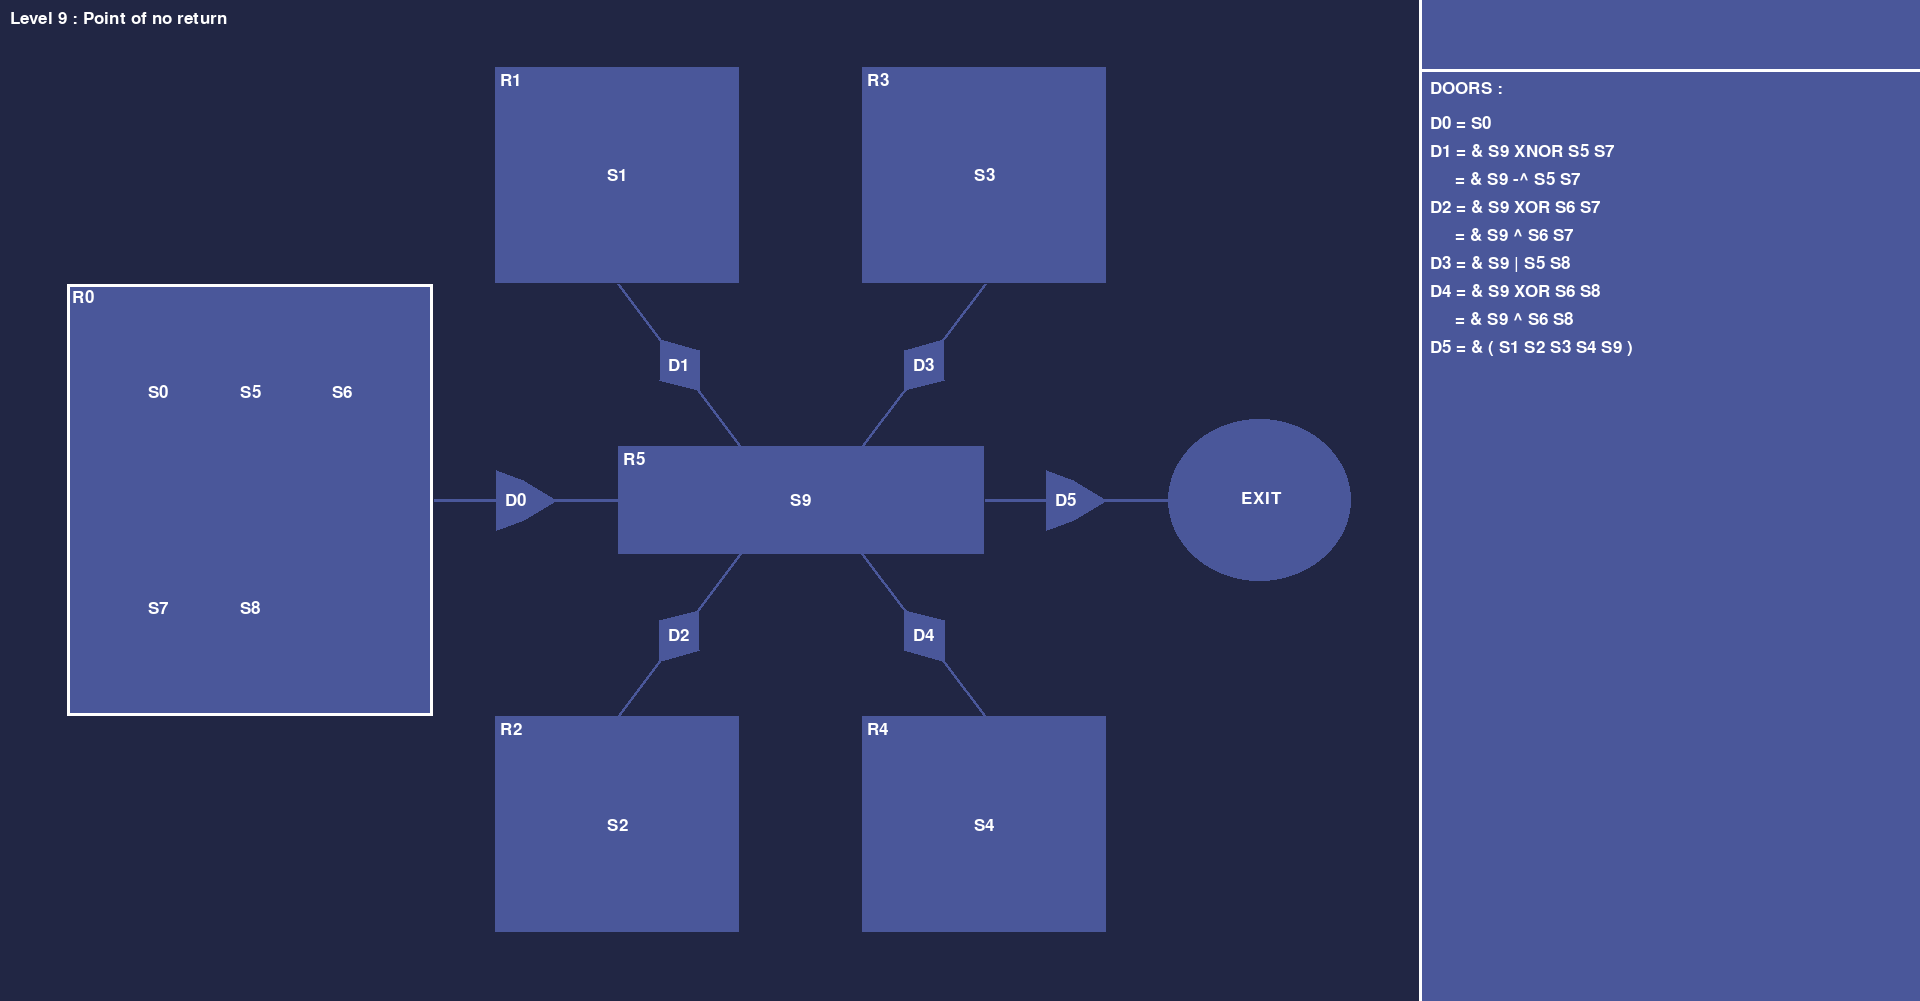 Level 9 : Point of no return
R1
S1
R3
S3
R0
S0 S5 S6
S7 S8
D1
D3
R5
S9
D0
D5
EXIT
D2
D4
R2
S2
R4
S4
DOORS :
D0 = S0
D1 = & S9 XNOR S5 S7
= & S9 -^ S5 S7
D2 = & S9 XOR S6 S7
= & S9 ^ S6 S7
D3 = & S9 | S5 S8
D4 = & S9 XOR S6 S8
= & S9 ^ S6 S8
D5 = & ( S1 S2 S3 S4 S9 )